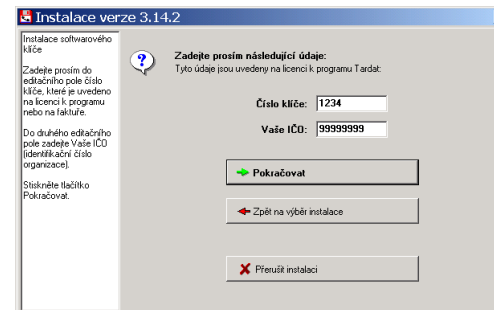 Instalace verze 3.14.2
Instalace softwarového
klíče
Zadejte prosím do
editačního pole číslo
klíče, které je uvedeno
na licenci k programu
nebo na faktuře.
Do druhého editačního
pole zadejte Vaše IČO
(identifikační číslo
organizace).
Stiskněte tlačítko
Pokračovat.
Zadejte prosím následující údaje:
Tyto údaje jsou uvedeny na licenci k programu Tardat:
Číslo klíče: 1234
Vaše IČO: 99999999
Pokračovat
Zpět na výběr instalace
Přerušit instalaci